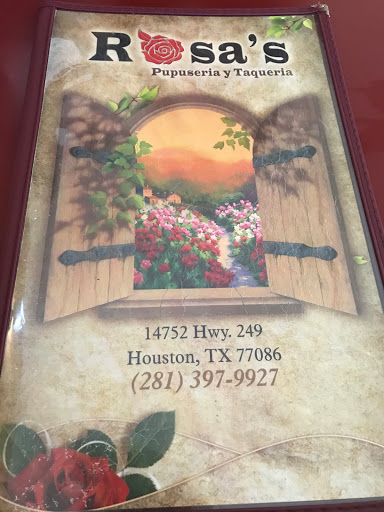 Rosa's
Pupuseria y Taqueria
14752 Hwy. 249
Houston, TX 77086
(281) 397-9927